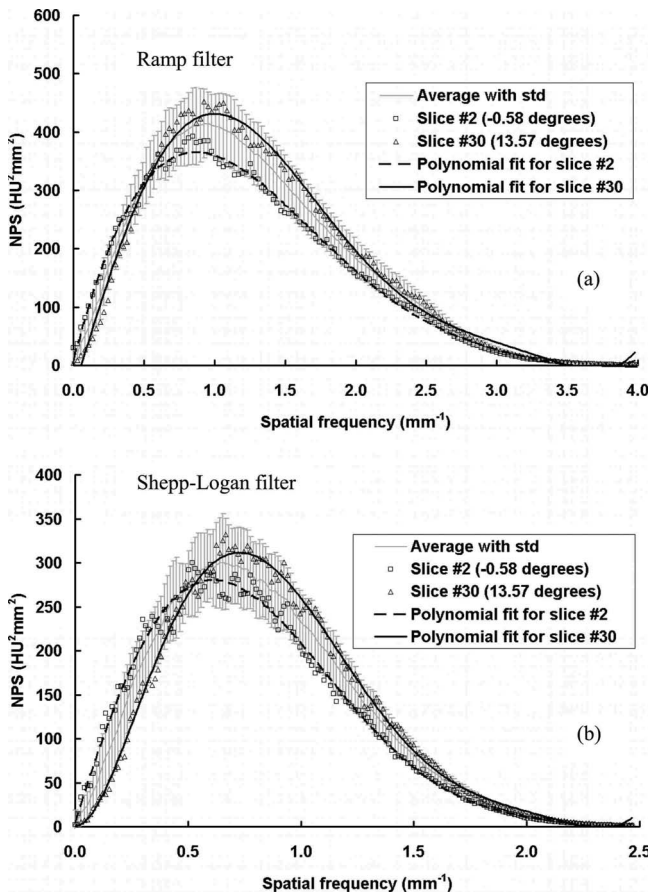 600
Ramp filter
500
Average with std
Slice #2 (-0.58 degrees)
400
Slice #30 (13.57 degrees)
Polynomial fit for slice #2
300
Polynomial fit for slice #30
NPS (HU²mm⁻²)
200
(a)
100
0
0.0 0.5 1.0 1.5 2.0 2.5 3.0 3.5 4.0
Spatial frequency (mm⁻¹)
Shepp-Logan filter
400
350
Average with std
300
Slice #2 (-0.58 degrees)
Slice #30 (13.57 degrees)
250
Polynomial fit for slice #2
Polynomial fit for slice #30
200
NPS (HU²mm⁻²)
150
100
(b)
50
0
0.0 0.5 1.0 1.5 2.0 2.5
Spatial frequency (mm⁻¹)